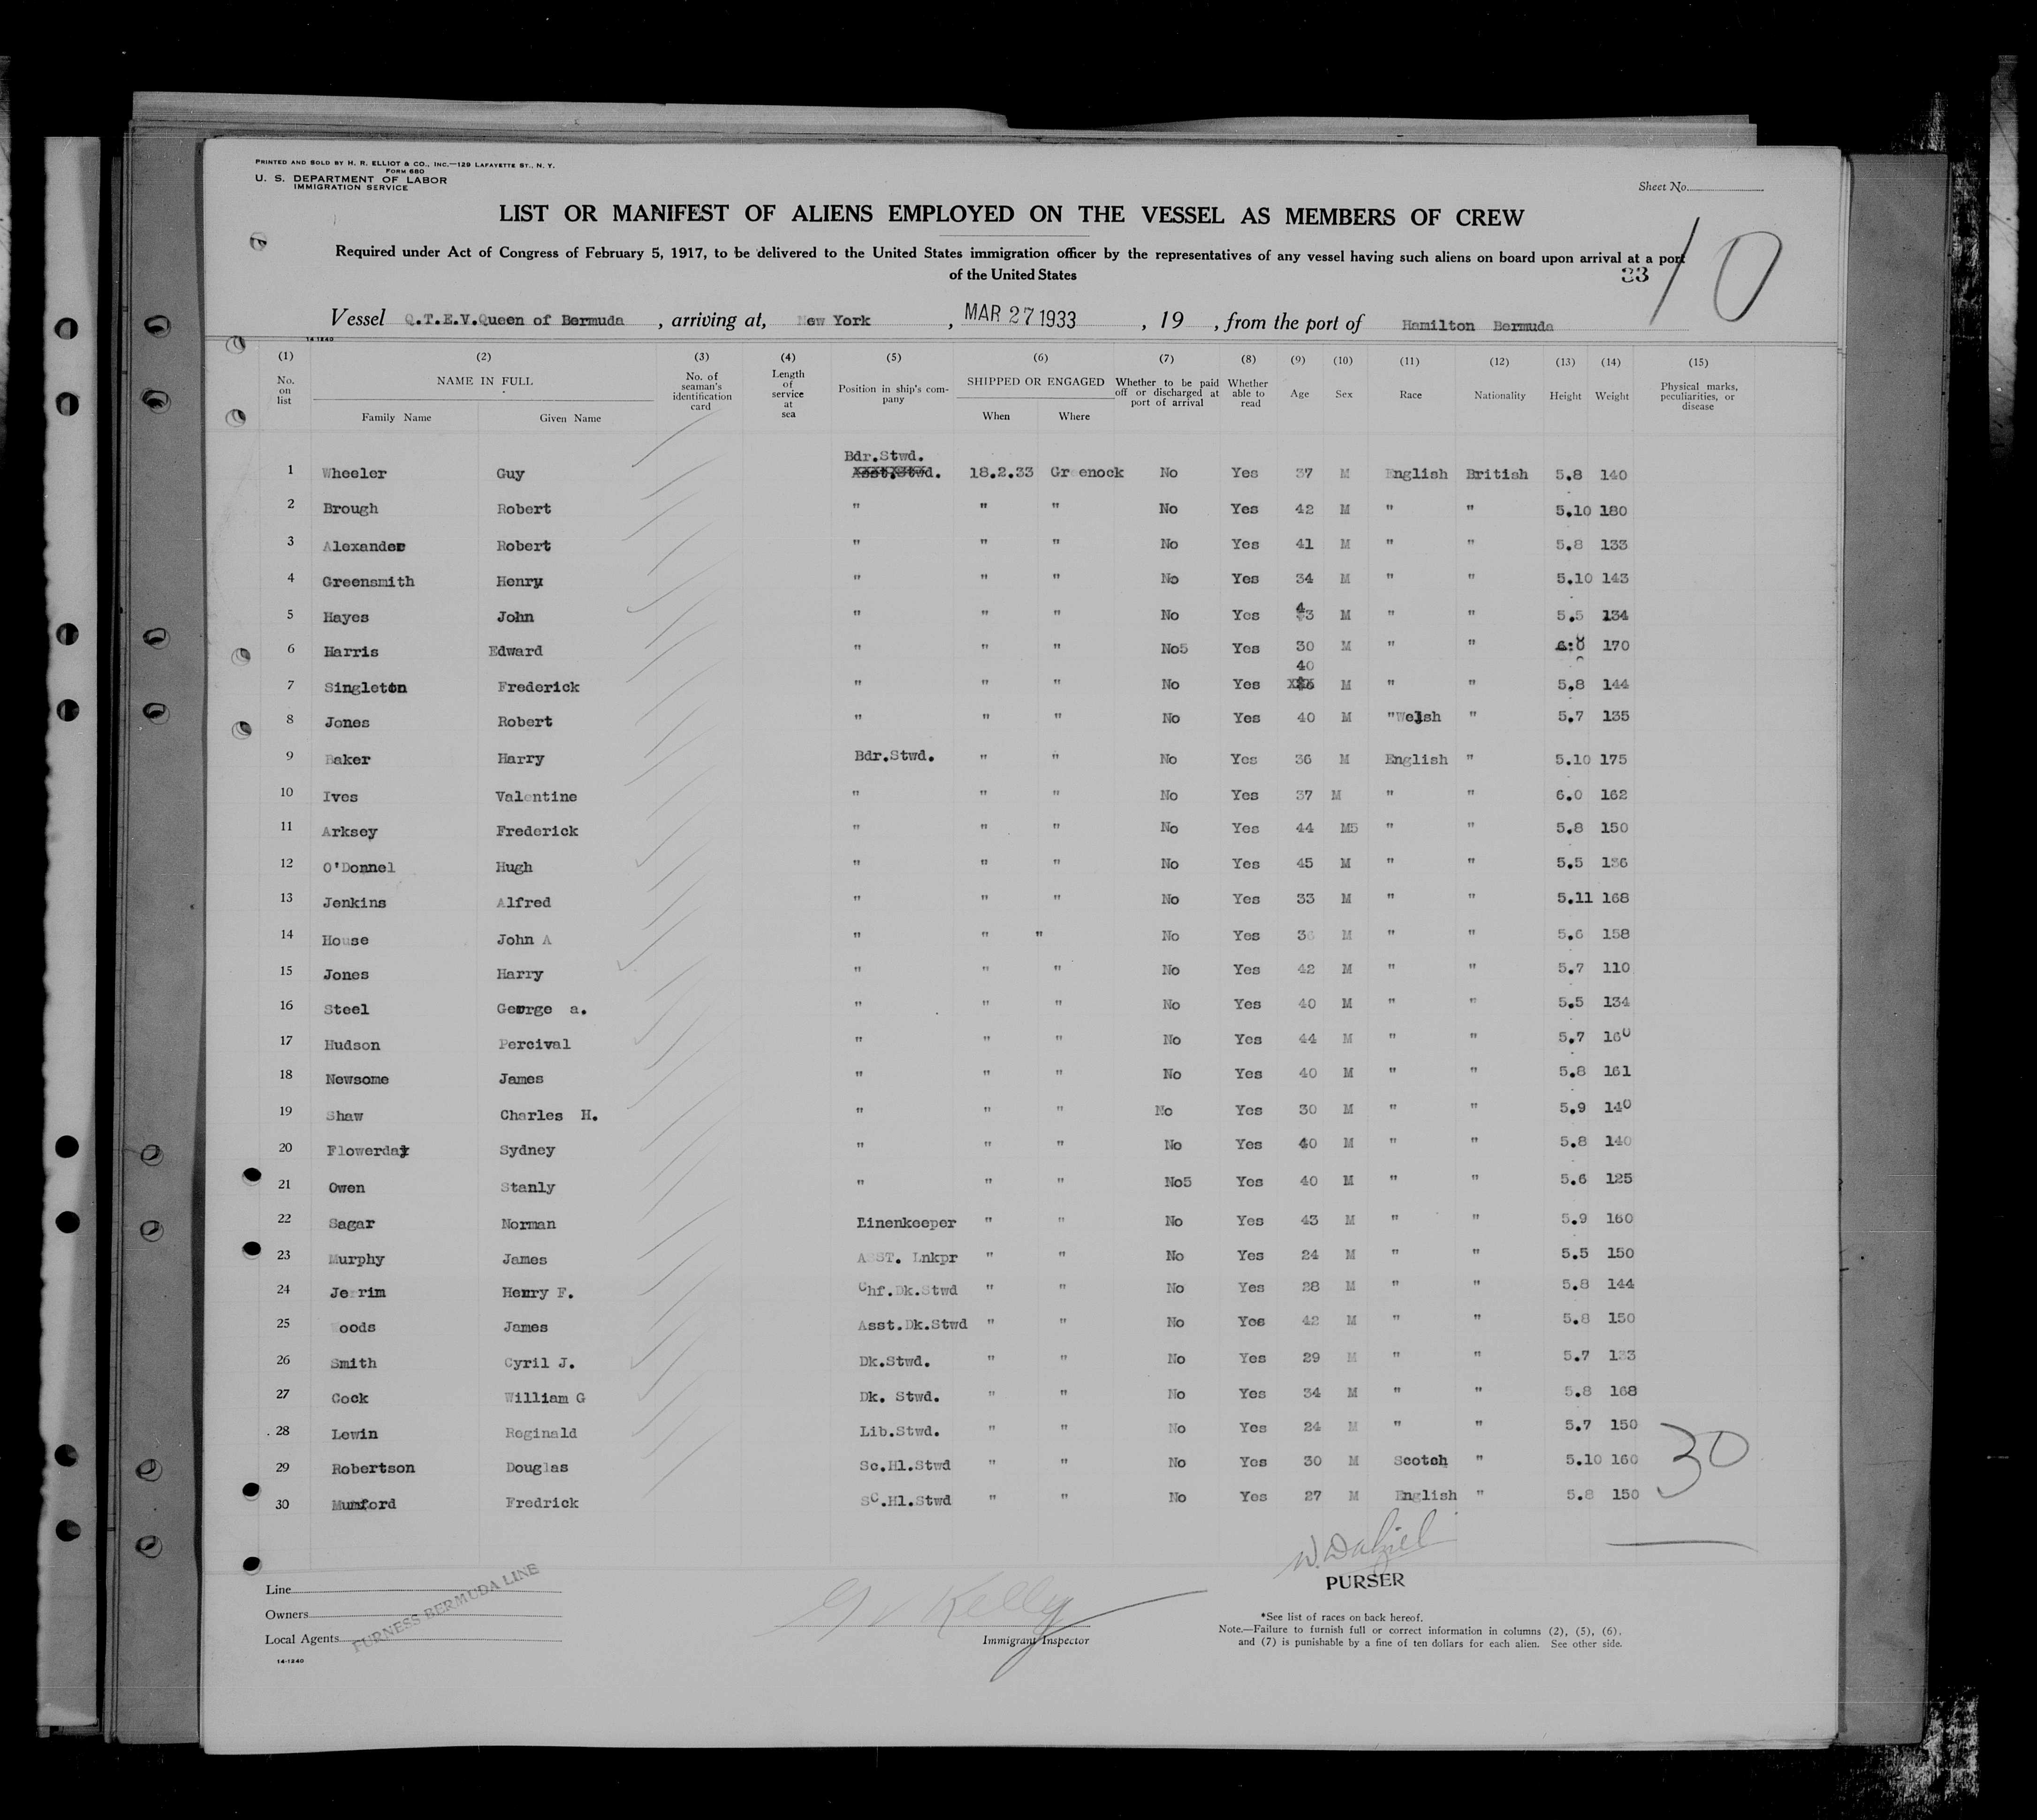 PRINTED AND SOLD BY H. R. ELLIOT & CO., INC.—129 LAFAYETTE ST., N. Y.
FORM 680
U. S. DEPARTMENT OF LABOR
IMMIGRATION SERVICE
Sheet No.
LIST OR MANIFEST OF ALIENS EMPLOYED ON THE VESSEL AS MEMBERS OF CREW
Required under Act of Congress of February 5, 1917, to be delivered to the United States immigration officer by the representatives of any vessel having such aliens on board upon arrival at a port
of the United States
33 10
Vessel Q.T.E.V.Queen of Bermuda , arriving at, New York , MAR 27 1933 , 19 , from the port of Hamilton Bermuda
14-1240
(1) (2) (3) (4) (5) (6) (7) (8) (9) (10) (11) (12) (13) (14) (15)
No. on list NAME IN FULL Family Name Given Name No. of seaman's identification card Length of service at sea Position in ship's company SHIPPED OR ENGAGED When Where Whether to be paid off or discharged at port of arrival Whether able to read Age Sex Race Nationality Height Weight Physical marks, peculiarities, or disease
Bdr.Stwd.
1 Wheeler Guy Asst.Stwd. 18.2.33 Greenock No Yes 37 M English British 5.8 140
2 Brough Robert " " " No Yes 42 M " " 5.10 180
3 Alexander Robert " " " No Yes 41 M " " 5.8 133
4 Greensmith Henry " " " No Yes 34 M " " 5.10 143
5 Hayes John " " " No Yes 43 M " " 5.5 134
6 Harris Edward " " " No5 Yes 30 M " " 170
40
7 Singleton Frederick " " " No Yes M " " 5,8 144
8 Jones Robert " " " No Yes 40 M "Welsh " 5.7 135
9 Baker Harry Bdr.Stwd. " " No Yes 36 M English " 5.10 175
10 Ives Valentine " " " No Yes 37 M " " 6.0 162
11 Arksey Frederick " " " No Yes 44 M5 " " 5.8 150
12 O'Donnel Hugh " " " No Yes 45 M " " 5.5 136
13 Jenkins Alfred " " " No Yes 33 M " " 5.11 168
14 House John A " " " No Yes 36 M " " 5.6 158
15 Jones Harry " " " No Yes 42 M " " 5.7 110
16 Steel George a. " " " No Yes 40 M " " 5.5 134
17 Hudson Percival " " " No Yes 44 M " " 5.7 160
18 Newsome James " " " No Yes 40 M " " 5.8 161
19 Shaw Charles H. " " " No Yes 30 M " " 5.9 140
20 Flowerday Sydney " " " No Yes 40 M " " 5.8 140
21 Owen Stanly " " " No5 Yes 40 M " " 5.6 125
22 Sagar Norman Linenkeeper " " No Yes 43 M " " 5.9 160
23 Murphy James ASST. Lnkpr " " No Yes 24 M " " 5.5 150
24 Jerrim Henry F. Chf.Dk.Stwd " " No Yes 28 M " " 5.8 144
25 Woods James Asst.Dk.Stwd " " No Yes 42 M " " 5.8 150
26 Smith Cyril J. Dk.Stwd. " " No Yes 29 M " " 5.7 133
27 Cock William G Dk. Stwd. " " No Yes 34 M " " 5.8 168
28 Lewin Reginald Lib.Stwd. " " No Yes 24 M " " 5.7 150
29 Robertson Douglas Sc.Hl.Stwd " " No Yes 30 M Scotch " 5.10 160
30 Mumford Fredrick SC.Hl.Stwd " " No Yes 27 M English " 5.8 150
30
W. Dalziel
PURSER
Line
Owners
Local Agents
FURNESS BERMUDA LINE
G V Kelly
Immigrant Inspector
*See list of races on back hereof.
Note.—Failure to furnish full or correct information in columns (2), (5), (6), and (7) is punishable by a fine of ten dollars for each alien. See other side.
14-1240